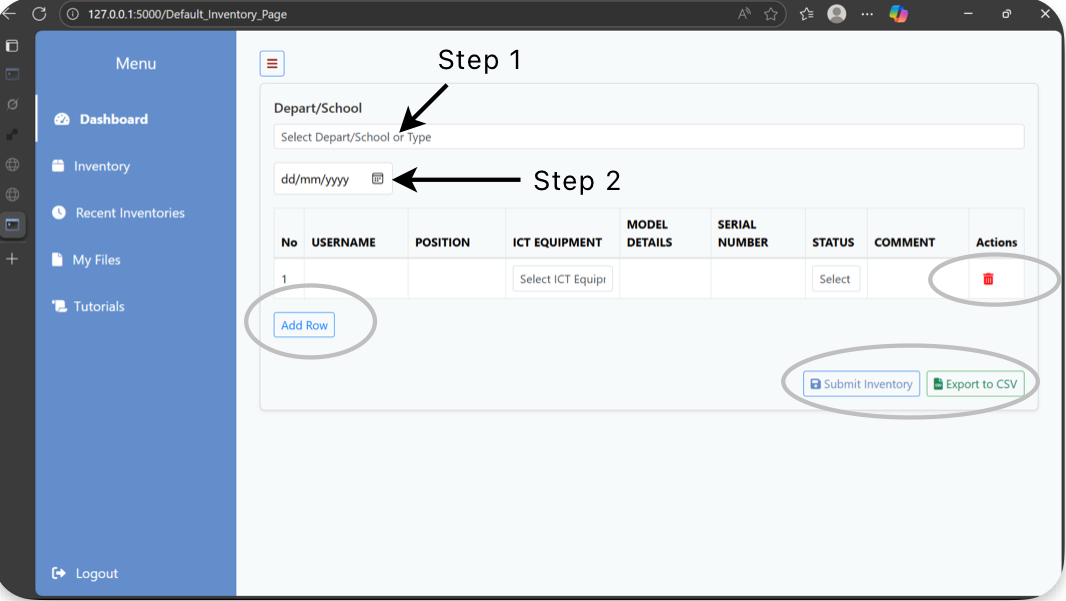 127.0.0.1:5000/Default_Inventory_Page
Menu
Dashboard
Inventory
Recent Inventories
My Files
Tutorials
Logout
Step 1
Depart/School
Select Depart/School or Type
dd/mm/yyyy
Step 2
No USERNAME POSITION ICT EQUIPMENT MODEL DETAILS SERIAL NUMBER STATUS COMMENT Actions
1 Select ICT Equipr Select
Add Row
Submit Inventory Export to CSV